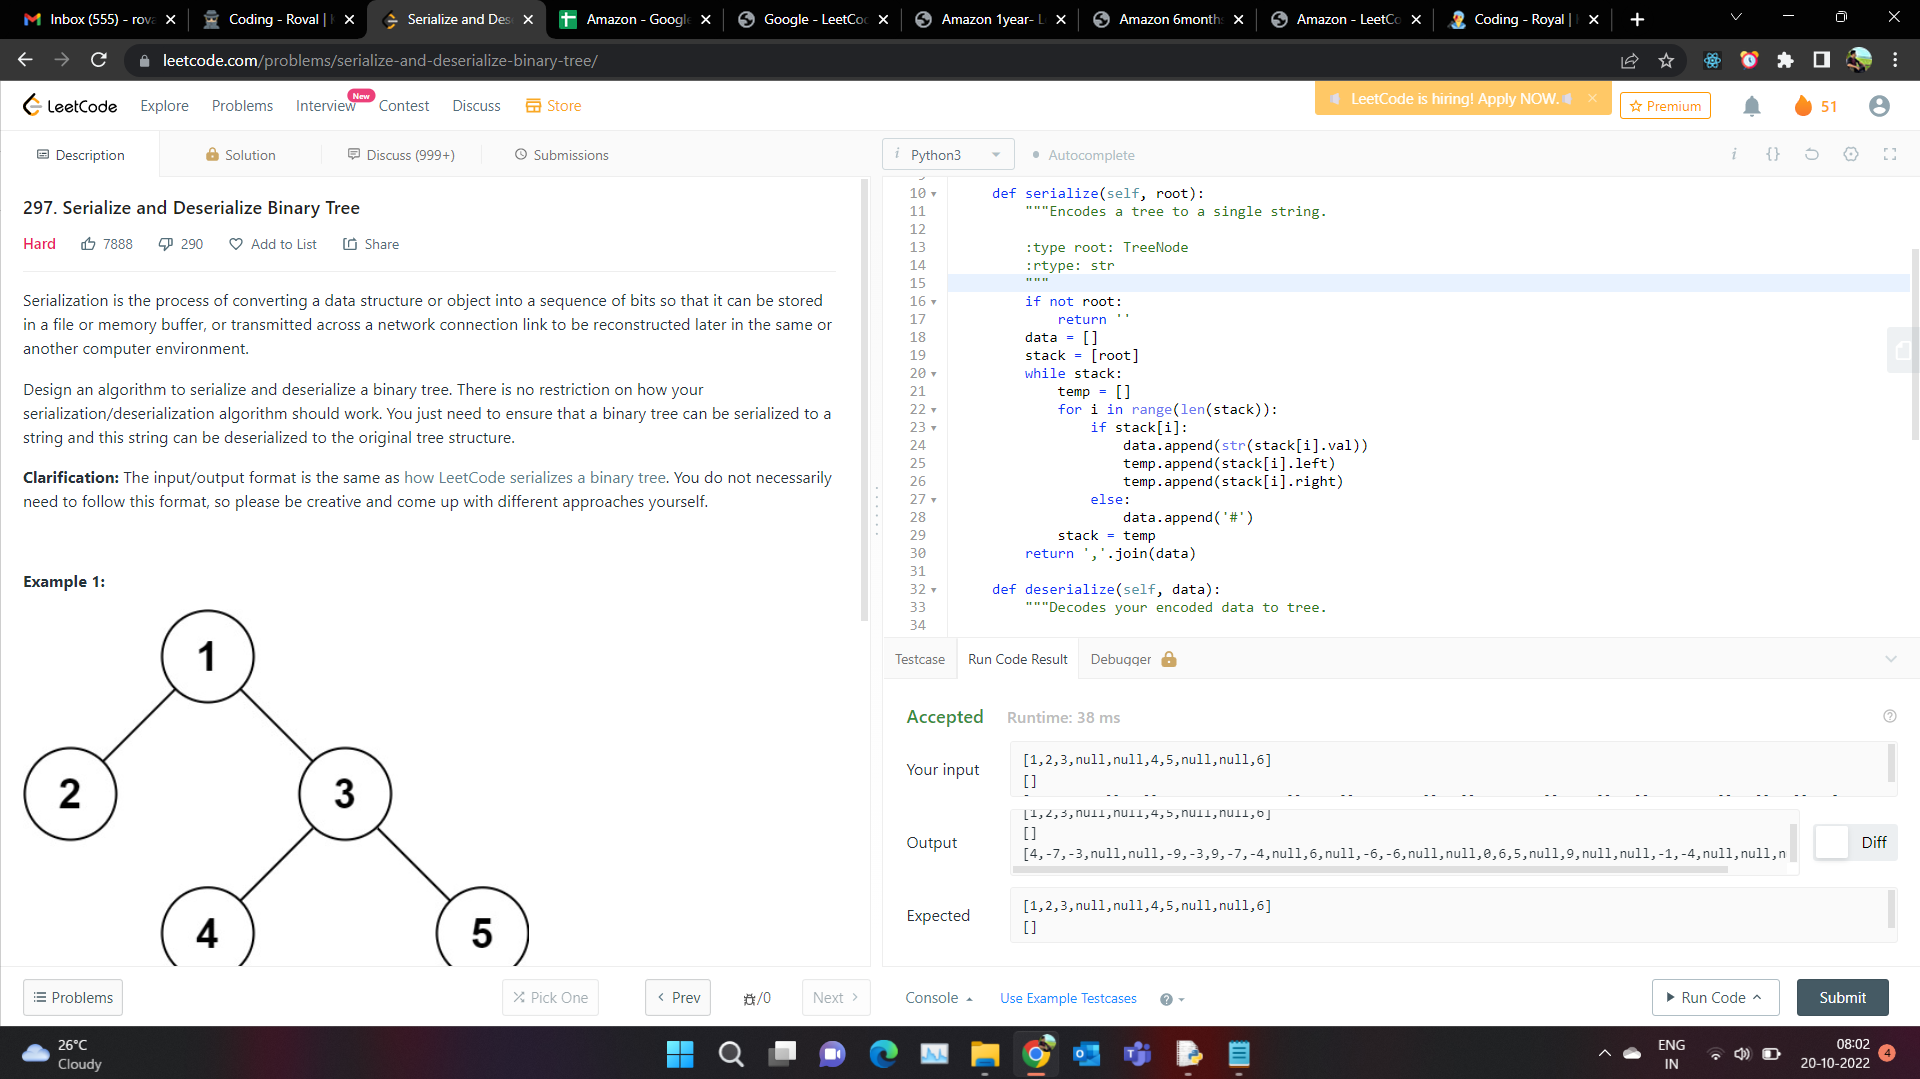 Inbox (555) - rova
Coding - Roval |
Serialize and Des
Amazon - Google
Google - LeetCo
Amazon 1year- L
Amazon 6months
Amazon - LeetCo
Coding - Royal |
leetcode.com/problems/serialize-and-deserialize-binary-tree/
LeetCode
Explore
Problems
Interview
New
Contest
Discuss
Store
LeetCode is hiring! Apply NOW.
Premium
51
Description
Solution
Discuss (999+)
Submissions
i Python3
Autocomplete
297. Serialize and Deserialize Binary Tree
Hard
7888
290
Add to List
Share
Serialization is the process of converting a data structure or object into a sequence of bits so that it can be stored
in a file or memory buffer, or transmitted across a network connection link to be reconstructed later in the same or
another computer environment.
Design an algorithm to serialize and deserialize a binary tree. There is no restriction on how your
serialization/deserialization algorithm should work. You just need to ensure that a binary tree can be serialized to a
string and this string can be deserialized to the original tree structure.
Clarification: The input/output format is the same as how LeetCode serializes a binary tree. You do not necessarily
need to follow this format, so please be creative and come up with different approaches yourself.
Example 1:
1
2
3
4
5
10 def serialize(self, root):
11 """Encodes a tree to a single string.
12
13 :type root: TreeNode
14 :rtype: str
15 """
16 if not root:
17 return ''
18 data = []
19 stack = [root]
20 while stack:
21 temp = []
22 for i in range(len(stack)):
23 if stack[i]:
24 data.append(str(stack[i].val))
25 temp.append(stack[i].left)
26 temp.append(stack[i].right)
27 else:
28 data.append('#')
29 stack = temp
30 return ','.join(data)
31
32 def deserialize(self, data):
33 """Decodes your encoded data to tree.
34
Testcase
Run Code Result
Debugger
Accepted
Runtime: 38 ms
Your input
[1,2,3,null,null,4,5,null,null,6]
[]
Output
[1,2,3,null,null,4,5,null,null,6]
[]
[4,-7,-3,null,null,-9,-3,9,-7,-4,null,6,null,-6,-6,null,null,0,6,5,null,9,null,null,-1,-4,null,null,n
Diff
Expected
[1,2,3,null,null,4,5,null,null,6]
[]
Problems
Pick One
Prev
/0
Next
Console
Use Example Testcases
Run Code
Submit
26°C
Cloudy
ENG
IN
08:02
20-10-2022
4